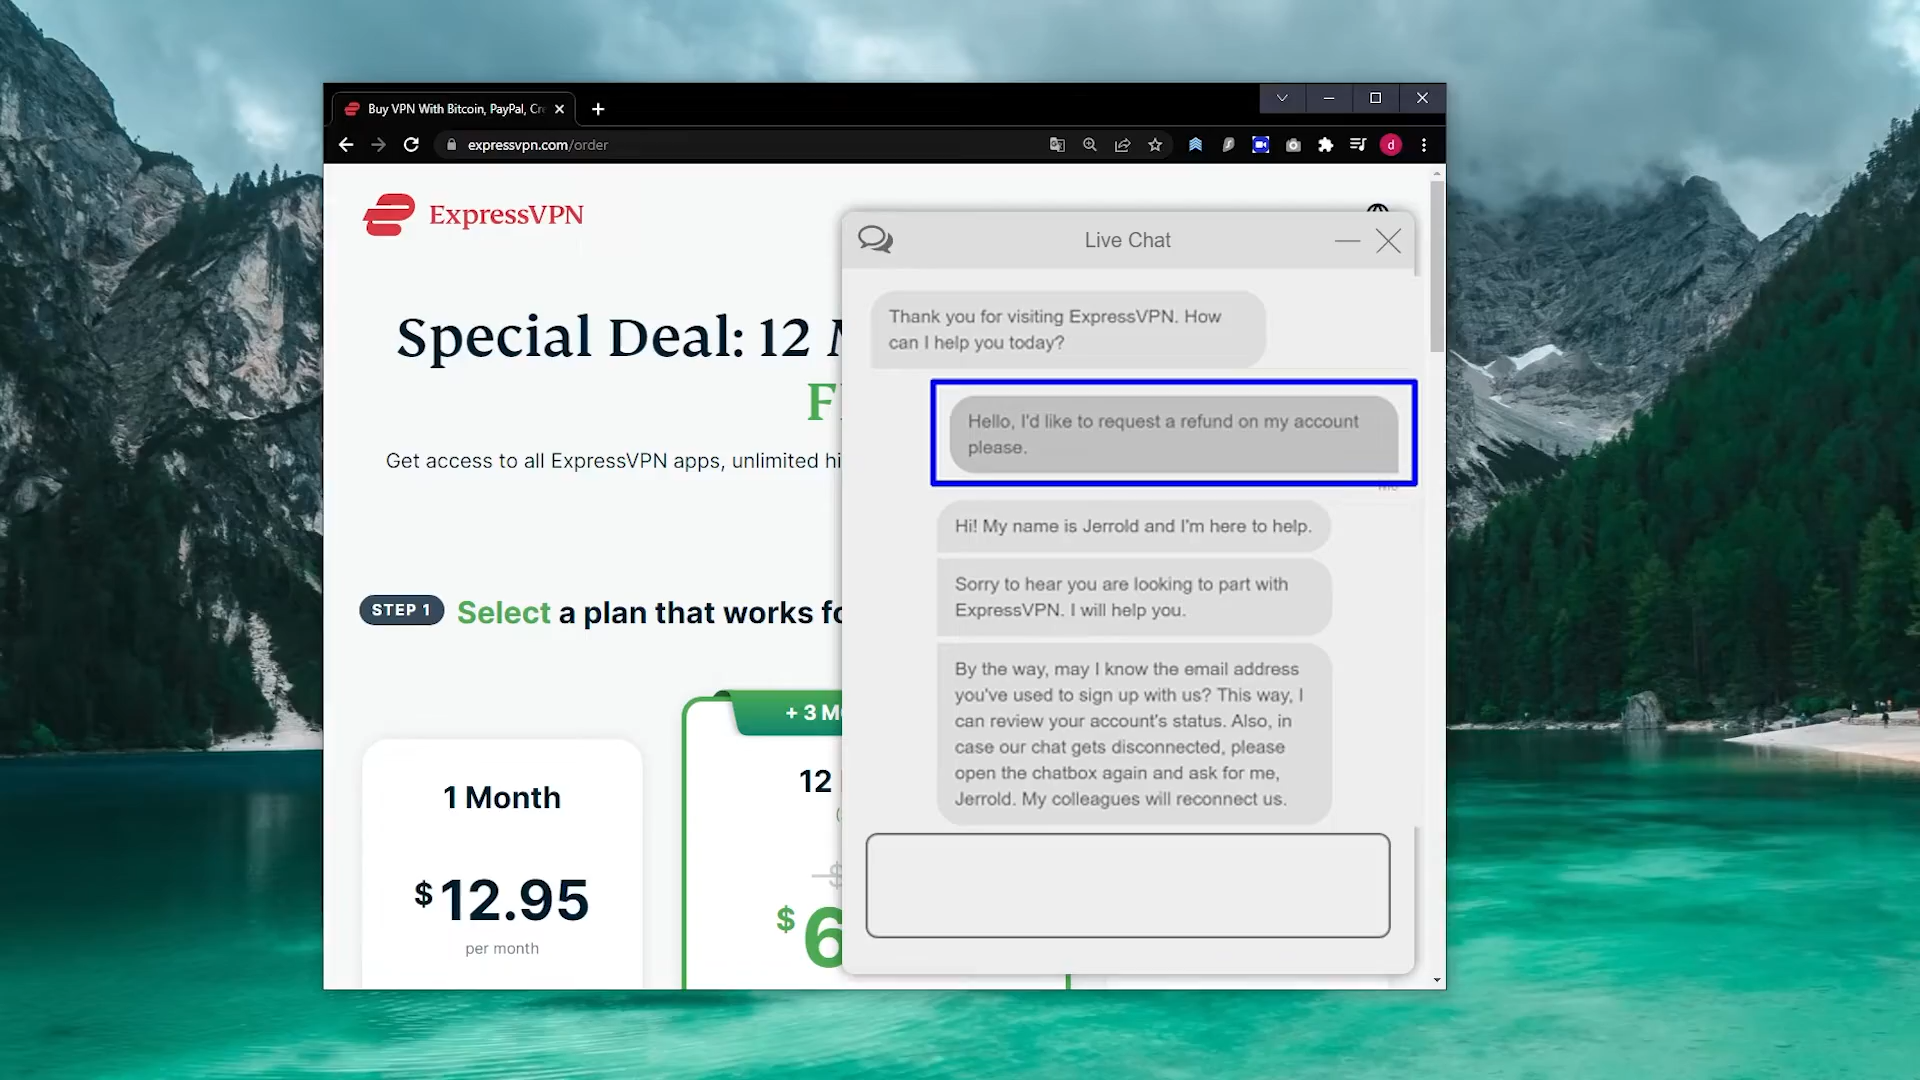 Buy VPN With Bitcoin, PayPal, Cr
expressvpn.com/order
d
ExpressVPN
Special Deal: 12
Get access to all ExpressVPN apps, unlimited
STEP 1 Select a plan that works
+ 3
1 Month
$12.95
per month
12
$6
Live Chat
Thank you for visiting ExpressVPN. How
can I help you today?
Hello, I'd like to request a refund on my account
please.
Hi! My name is Jerrold and I'm here to help.
Sorry to hear you are looking to part with
ExpressVPN. I will help you.
By the way, may I know the email address
you've used to sign up with us? This way, I
can review your account's status. Also, in
case our chat gets disconnected, please
open the chatbox again and ask for me,
Jerrold. My colleagues will reconnect us.